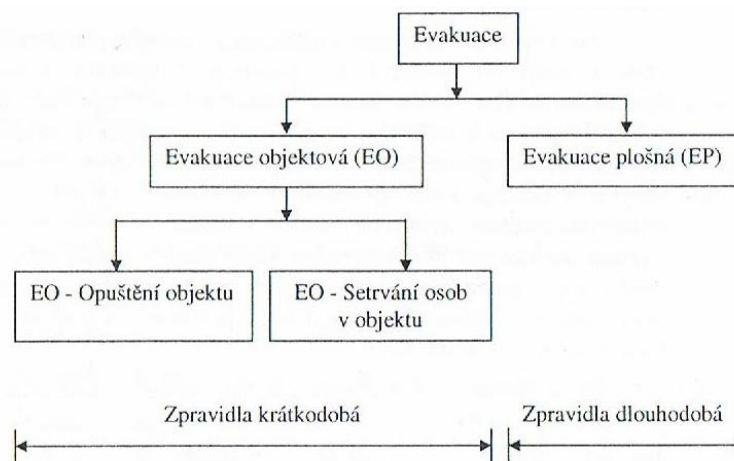 Evakuace
Evakuace objektová (EO)
Evakuace plošná (EP)
EO - Opuštění objektu
EO - Setrvání osob
v objektu
Zpravidla krátkodobá
Zpravidla dlouhodobá